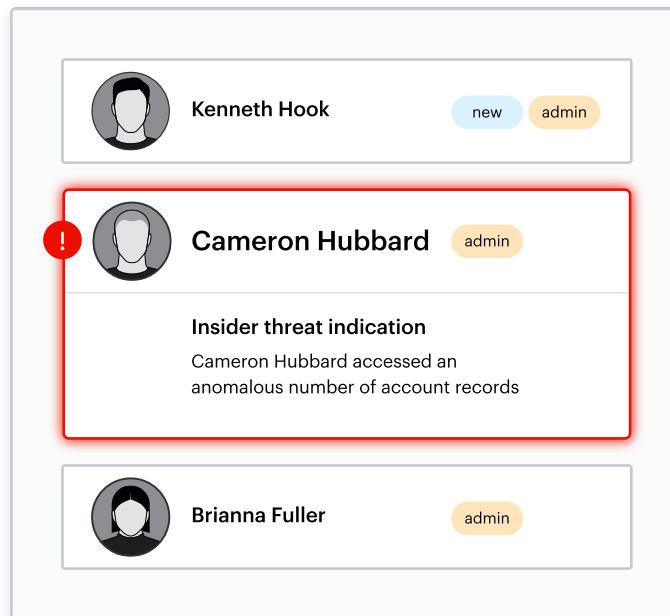 Kenneth Hook new admin
! Cameron Hubbard admin
Insider threat indication
Cameron Hubbard accessed an
anomalous number of account records
Brianna Fuller admin